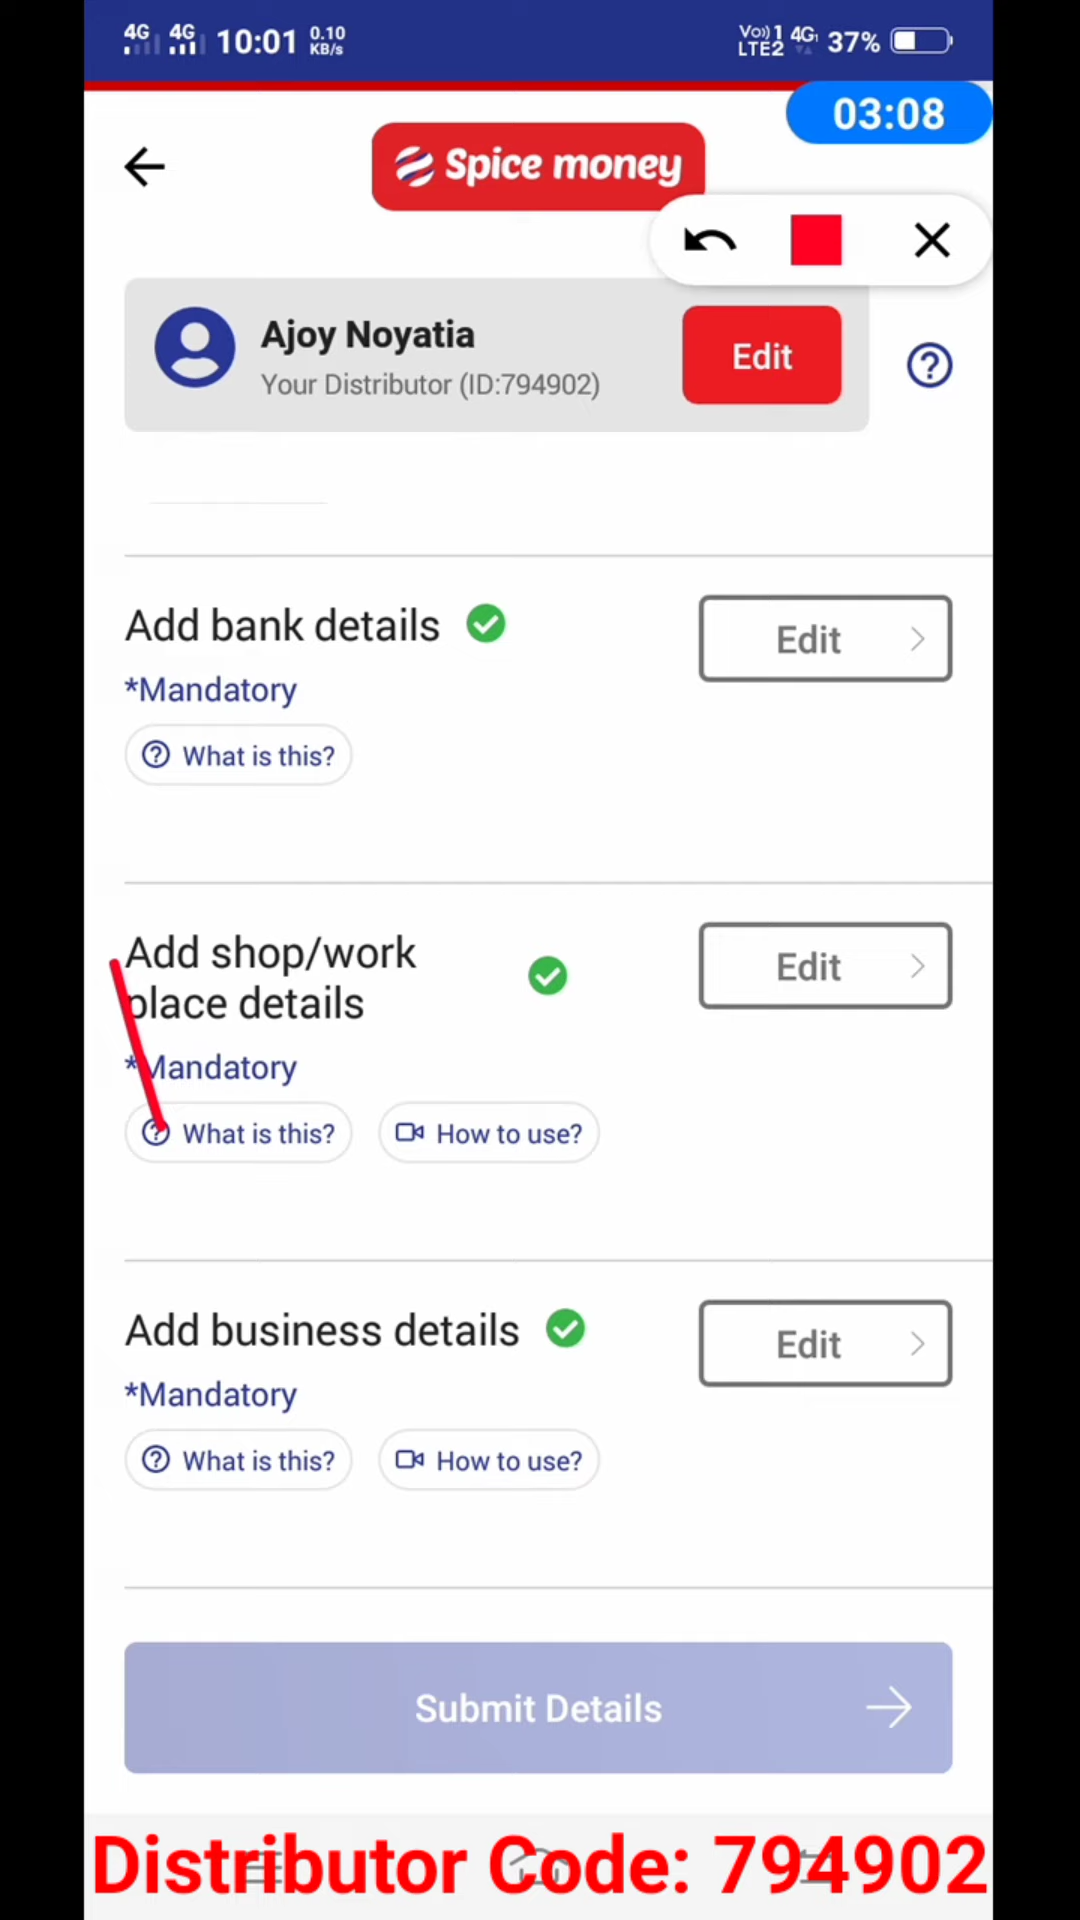 4G 4G 10:01 0.10 KB/s Vo)) 1 LTE2 4G 37%
03:08
Spice money
Ajoy Noyatia
Your Distributor (ID:794902)
Edit
Add bank details
Edit
*Mandatory
What is this?
Add shop/work
place details
Edit
*Mandatory
What is this? How to use?
Add business details
Edit
*Mandatory
What is this? How to use?
Submit Details
Distributor Code: 794902